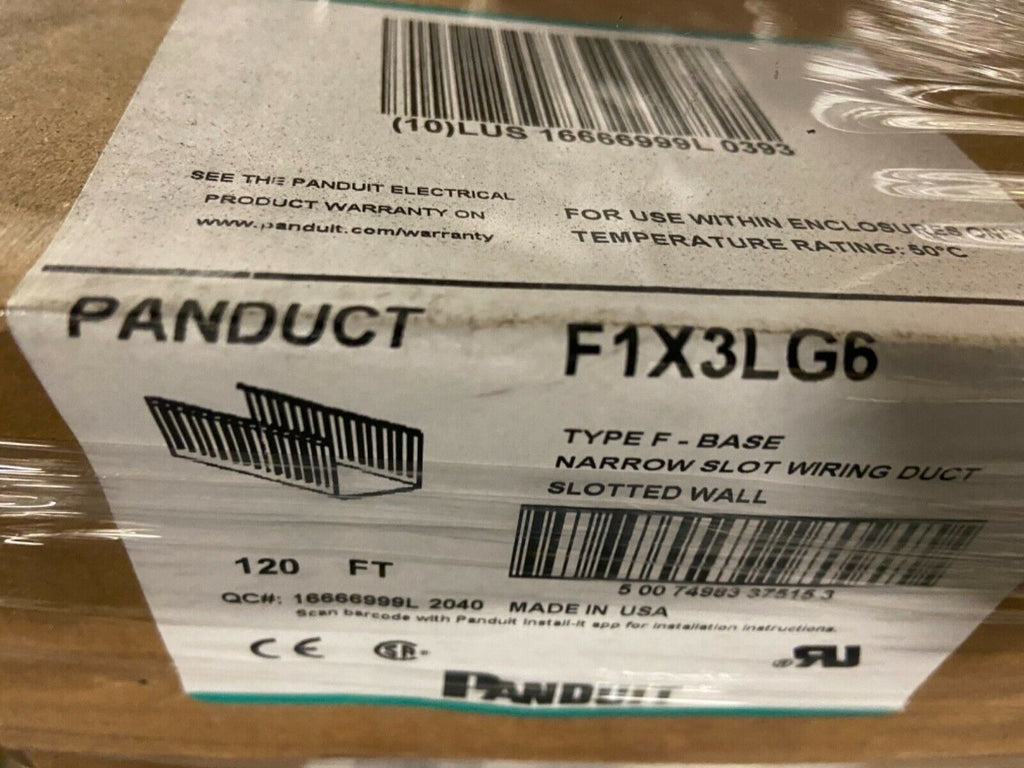 (10)LUS 16666999L 0393
SEE THE PANDUIT ELECTRICAL
PRODUCT WARRANTY ON
www.panduit.com/warranty
FOR USE WITHIN ENCLOSURES ONLY
TEMPERATURE RATING: 50°C
PANDUCT
F1X3LG6
TYPE F - BASE
NARROW SLOT WIRING DUCT
SLOTTED WALL
5 00 74983 37515 3
120 FT
QC#: 16666999L 2040 MADE IN USA
Scan barcode with Panduit Install-It app for installation instructions.
CE
SA
RU
PANDUIT